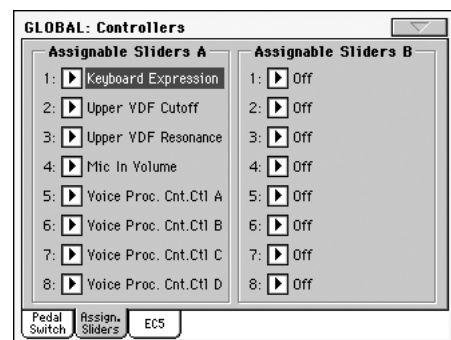 GLOBAL: Controllers
Assignable Sliders A
1: Keyboard Expression
2: Upper VDF Cutoff
3: Upper VDF Resonance
4: Mic In Volume
5: Voice Proc. Cnt.Ctl A
6: Voice Proc. Cnt.Ctl B
7: Voice Proc. Cnt.Ctl C
8: Voice Proc. Cnt.Ctl D
Assignable Sliders B
1: Off
2: Off
3: Off
4: Off
5: Off
6: Off
7: Off
8: Off
Pedal
Switch
Assign.
Sliders
EC5